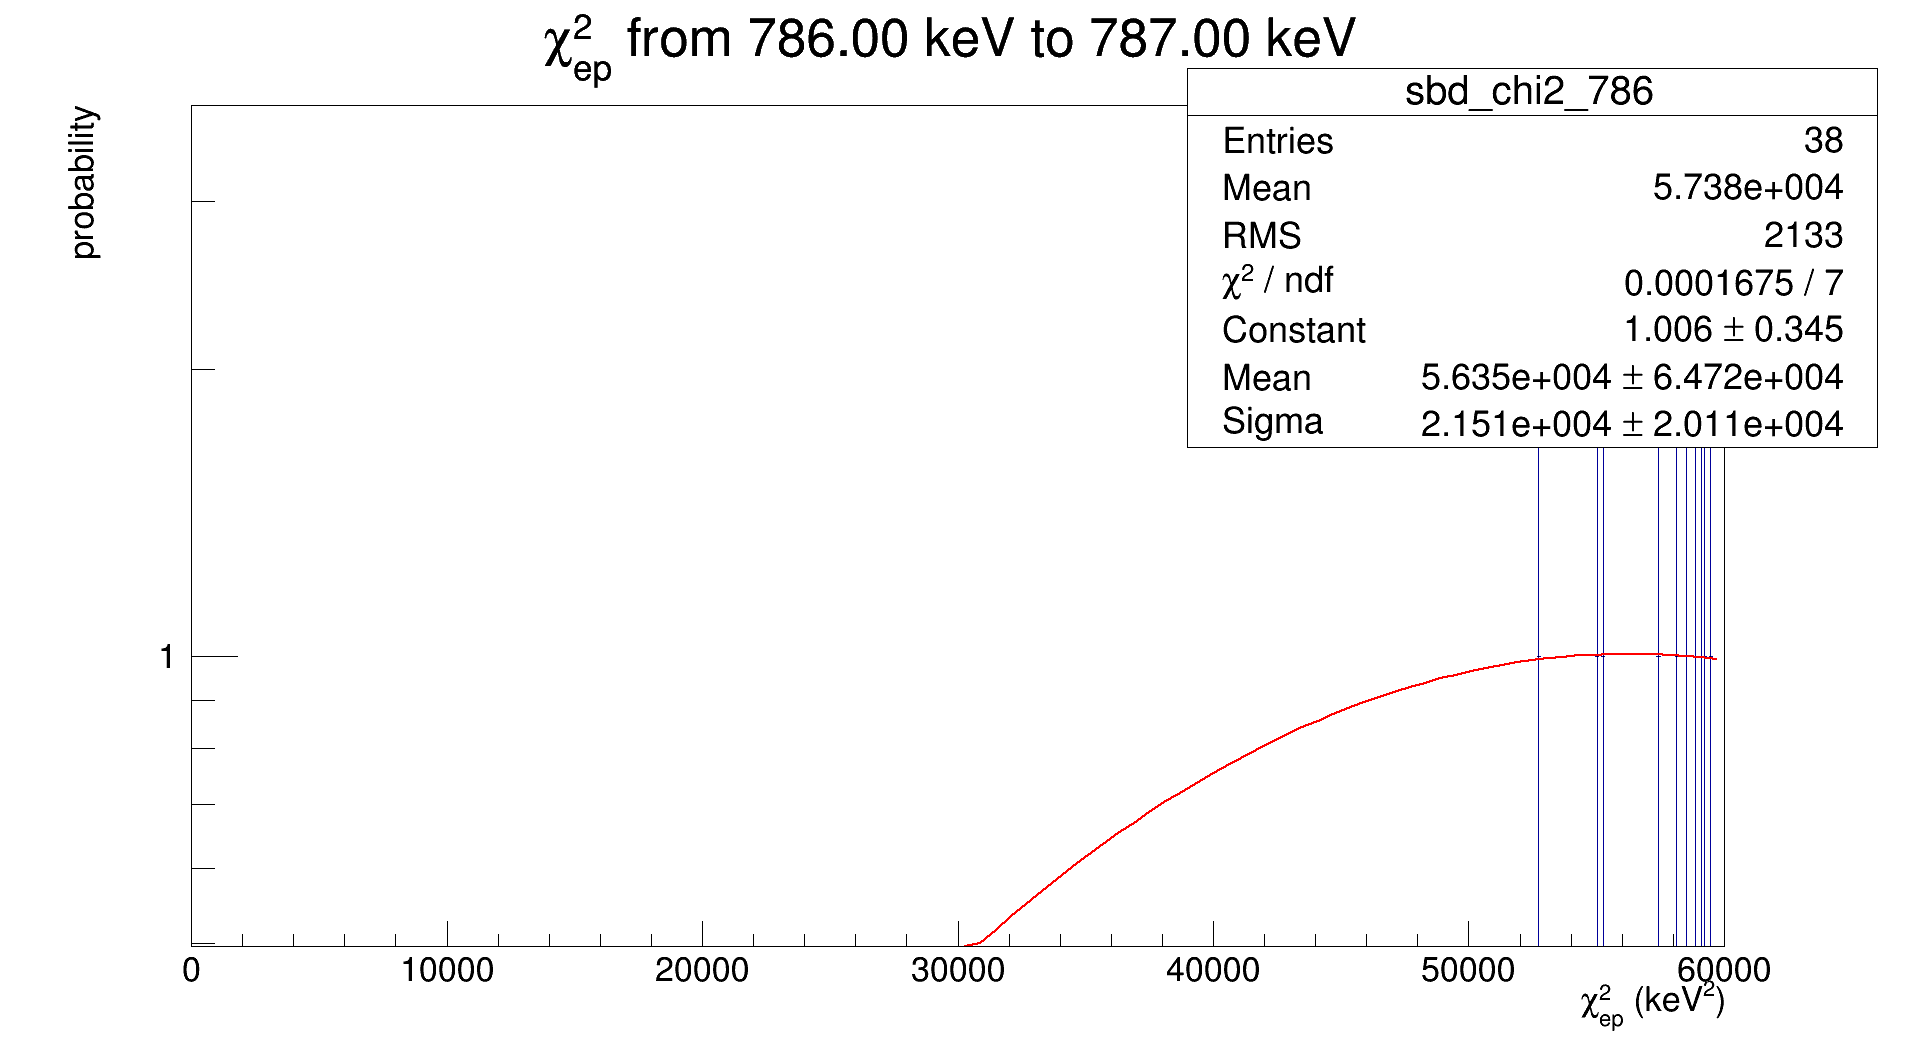 χ²ep from 786.00 keV to 787.00 keV
probability
sbd_chi2_786
Entries 38
Mean 5.738e+004
RMS 2133
χ² / ndf 0.0001675 / 7
Constant 1.006 ± 0.345
Mean 5.635e+004 ± 6.472e+004
Sigma 2.151e+004 ± 2.011e+004
1
0 10000 20000 30000 40000 50000 60000
χ²ep (keV²)